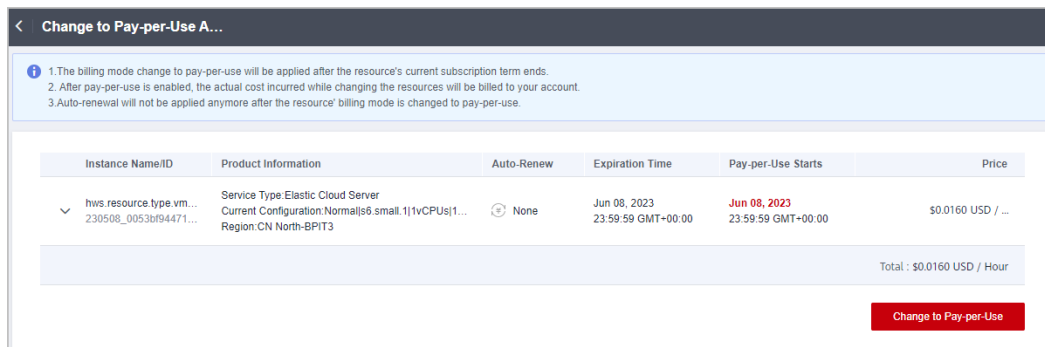 Change to Pay-per-Use A...
1.The billing mode change to pay-per-use will be applied after the resource's current subscription term ends.
2. After pay-per-use is enabled, the actual cost incurred while changing the resources will be billed to your account.
3.Auto-renewal will not be applied anymore after the resource' billing mode is changed to pay-per-use.
Instance Name/ID Product Information Auto-Renew Expiration Time Pay-per-Use Starts Price
hws.resource.type.vm...
230508_0053bf94471...
Service Type:Elastic Cloud Server
Current Configuration:Normal|s6.small.1|1vCPUs|1...
Region:CN North-BPIT3
None
Jun 08, 2023
23:59:59 GMT+00:00
Jun 08, 2023
23:59:59 GMT+00:00
$0.0160 USD / ...
Total : $0.0160 USD / Hour
Change to Pay-per-Use